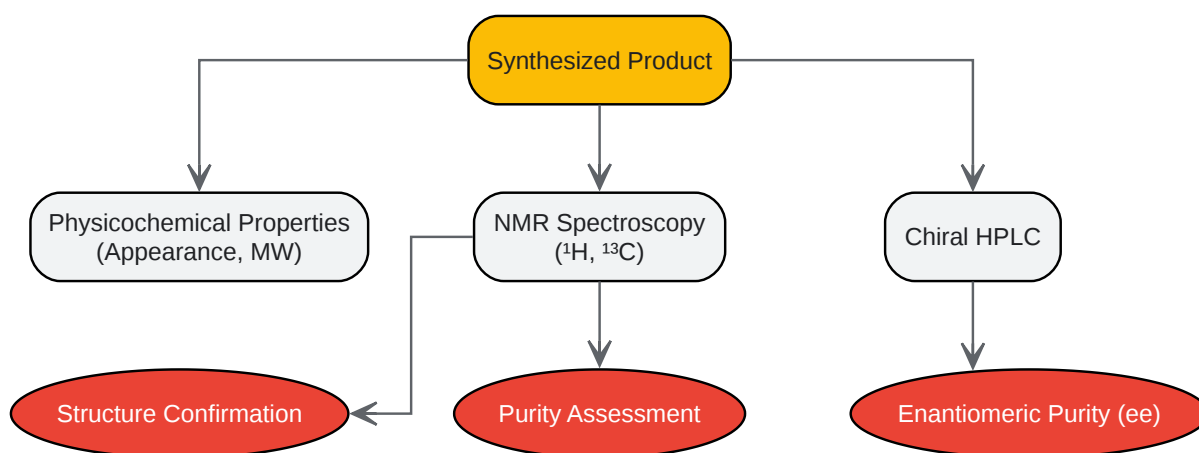 Synthesized Product
Physicochemical Properties
(Appearance, MW)
NMR Spectroscopy
(¹H, ¹³C)
Chiral HPLC
Structure Confirmation
Purity Assessment
Enantiomeric Purity (ee)